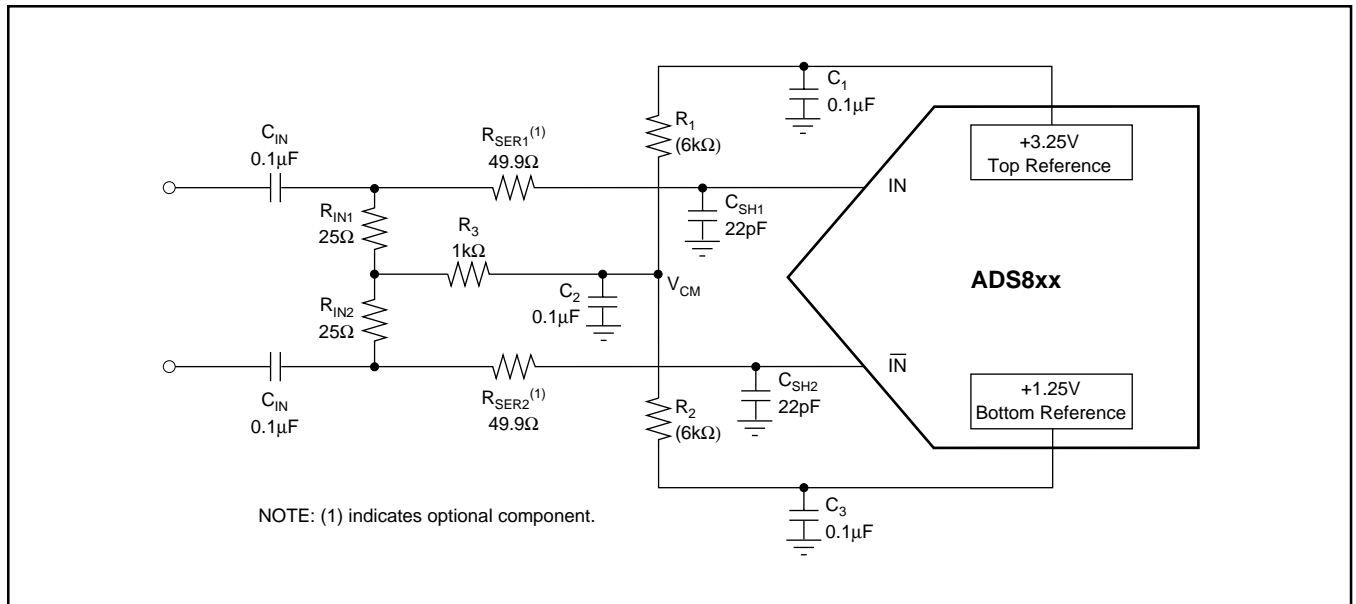 C1
0.1µF
R1
(6kΩ)
+3.25V
Top Reference
CIN
0.1µF
RSER1(1)
49.9Ω
IN
CSH1
22pF
RIN1
25Ω
R3
1kΩ
VCM
C2
0.1µF
ADS8xx
RIN2
25Ω
CIN
0.1µF
RSER2(1)
49.9Ω
CSH2
22pF
IN
R2
(6kΩ)
+1.25V
Bottom Reference
C3
0.1µF
NOTE: (1) indicates optional component.